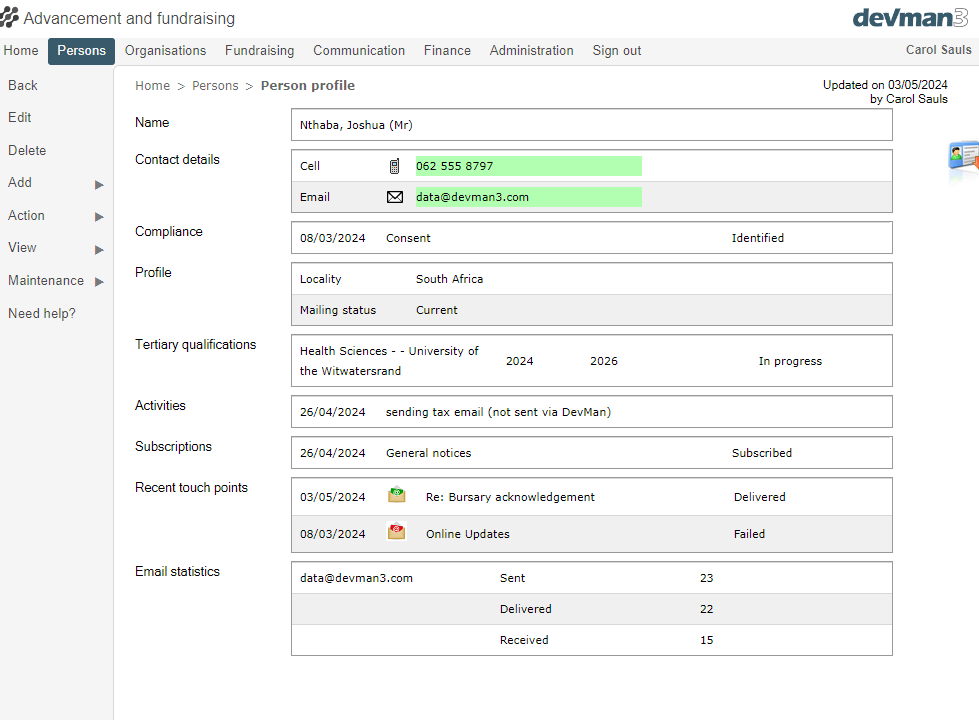 Advancement and fundraising
devman3
Home Persons Organisations Fundraising Communication Finance Administration Sign out Carol Sauls
Back
Edit
Delete
Add
Action
View
Maintenance
Need help?
Home > Persons > Person profile
Updated on 03/05/2024
by Carol Sauls
Name
Nthaba, Joshua (Mr)
Contact details
Cell 062 555 8797
Email data@devman3.com
Compliance
08/03/2024 Consent Identified
Profile
Locality South Africa
Mailing status Current
Tertiary qualifications
Health Sciences - - University of
the Witwatersrand
2024 2026 In progress
Activities
26/04/2024 sending tax email (not sent via DevMan)
Subscriptions
26/04/2024 General notices Subscribed
Recent touch points
03/05/2024 Re: Bursary acknowledgement Delivered
08/03/2024 Online Updates Failed
Email statistics
data@devman3.com Sent 23
Delivered 22
Received 15